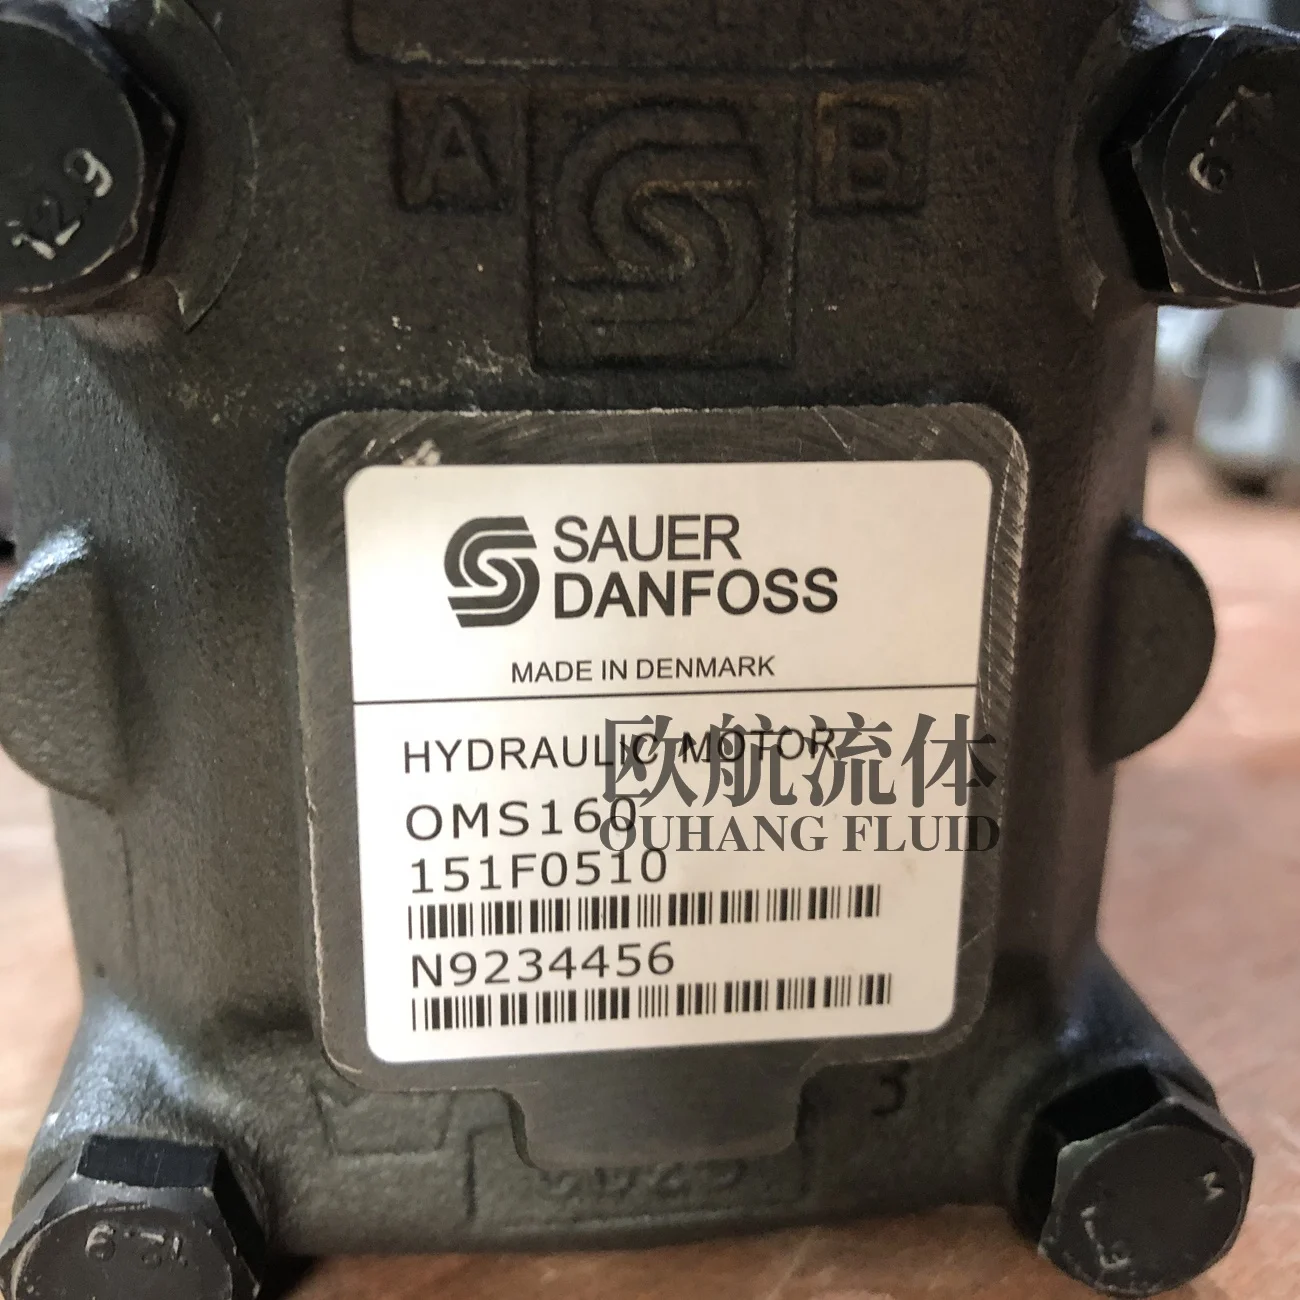 A
B
12.9
SAUER
DANFOSS
MADE IN DENMARK
HYDRAULIC MOTOR
欧航流体
OMS160
OUHANG FLUID
151F0510
N9234456
12.9